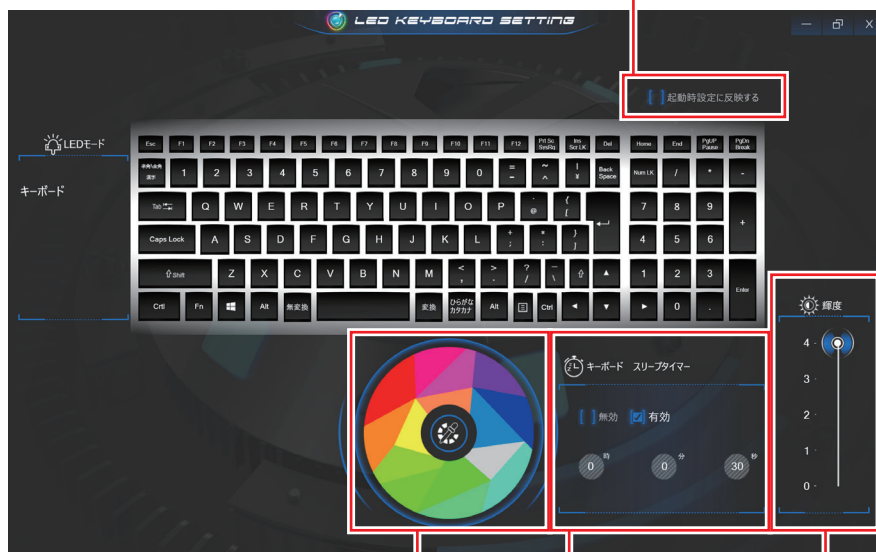 LED KEYBOARD SETTING
起動時設定に反映する
LEDモード
キーボード
Esc F1 F2 F3 F4 F5 F6 F7 F8 F9 F10 F11 F12 Prt Sc SysRq Ins Scr LK Del Home End PgUP Pause PgDn Break
半角/全角 漢字 1 2 3 4 5 6 7 8 9 0 = - ~ ^ | ¥ Back Space Num LK / * -
Tab Q W E R T Y U I O P ` @ { [ 7 8 9 +
Caps Lock A S D F G H J K L + ; * : } ] 4 5 6
Shift Z X C V B N M < , > . ? / _ \ 1 2 3 Enter
Crtl Fn Alt 無変換 変換 ひらがな カタカナ Alt Ctrl 0 .
輝度
4
3
2
1
0
キーボード スリープタイマー
無効 有効
0 時 0 分 30 秒